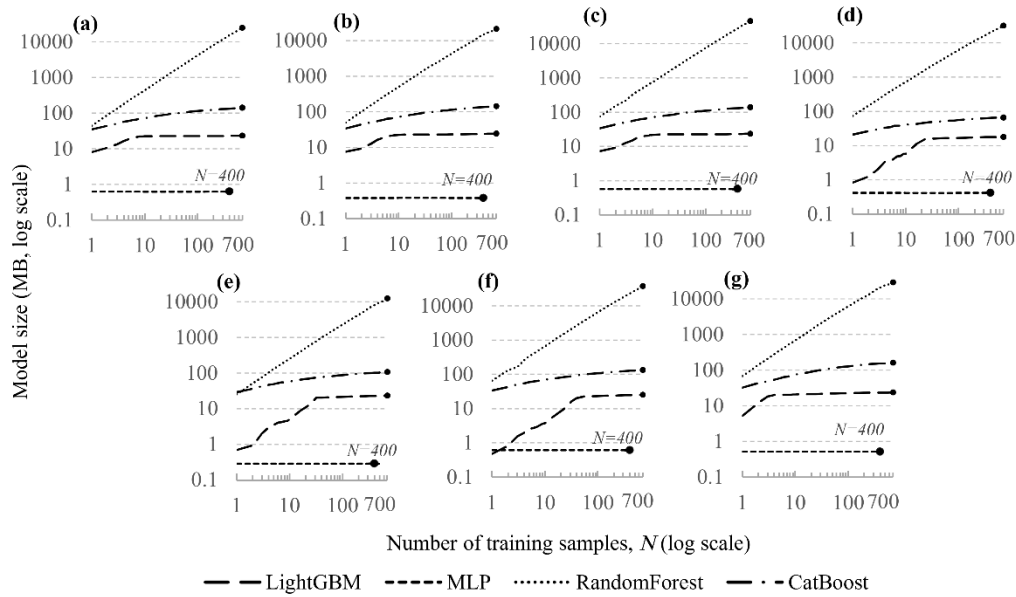 (a)
(b)
(c)
(d)
10000
1000
100
10
1
0.1
N=400
1 10 100 700
10000
1000
100
10
1
0.1
N=400
1 10 100 700
10000
1000
100
10
1
0.1
N=400
1 10 100 700
10000
1000
100
10
1
0.1
N=400
1 10 100 700
Model size (MB, log scale)
(e)
(f)
(g)
10000
1000
100
10
1
0.1
N=400
1 10 100 700
10000
1000
100
10
1
0.1
N=400
1 10 100 700
10000
1000
100
10
1
0.1
N=400
1 10 100 700
Number of training samples, N (log scale)
LightGBM MLP RandomForest CatBoost